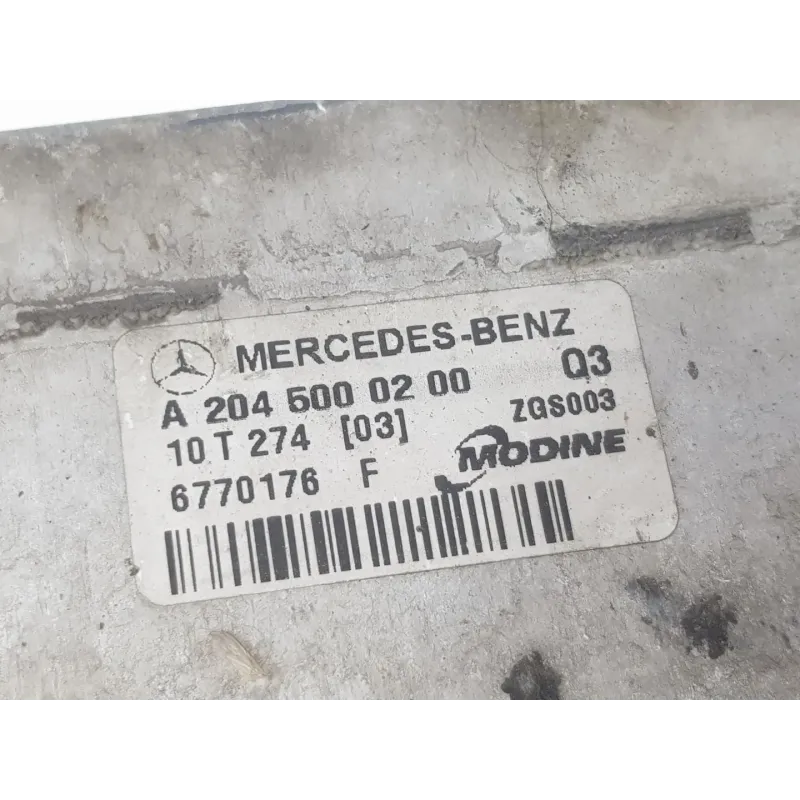 MERCEDES-BENZ
A 204 500 02 00 Q3
10 T 274 [03] ZGS003
6770176 F MODINE